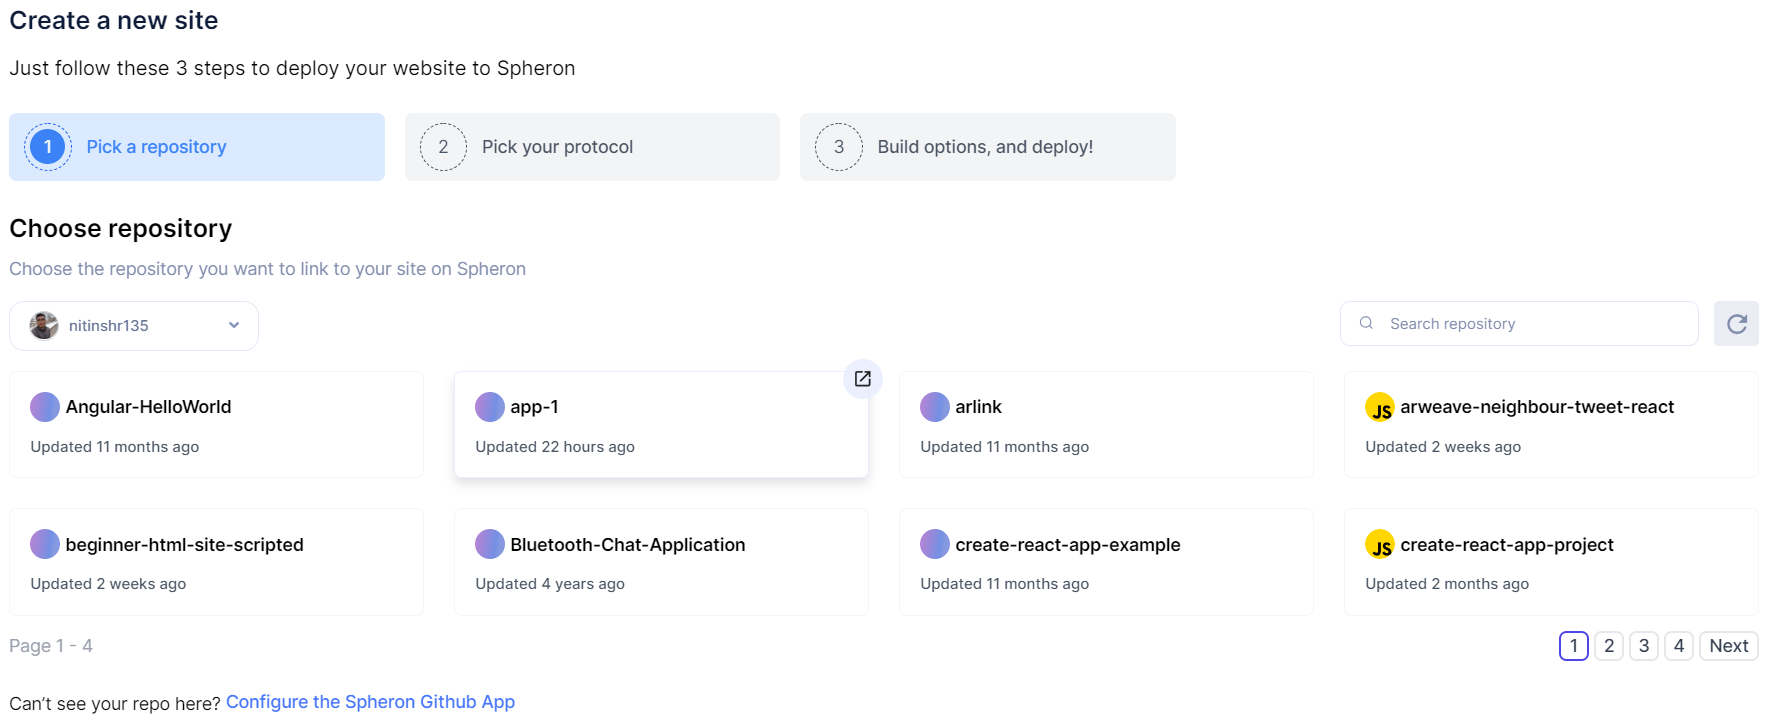 Create a new site
Just follow these 3 steps to deploy your website to Spheron
1 Pick a repository
2 Pick your protocol
3 Build options, and deploy!
Choose repository
Choose the repository you want to link to your site on Spheron
nitinshr135
Search repository
Angular-HelloWorld
Updated 11 months ago
app-1
Updated 22 hours ago
arlink
Updated 11 months ago
JS arweave-neighbour-tweet-react
Updated 2 weeks ago
beginner-html-site-scripted
Updated 2 weeks ago
Bluetooth-Chat-Application
Updated 4 years ago
create-react-app-example
Updated 11 months ago
JS create-react-app-project
Updated 2 months ago
Page 1 - 4
1 2 3 4 Next
Can't see your repo here? Configure the Spheron Github App